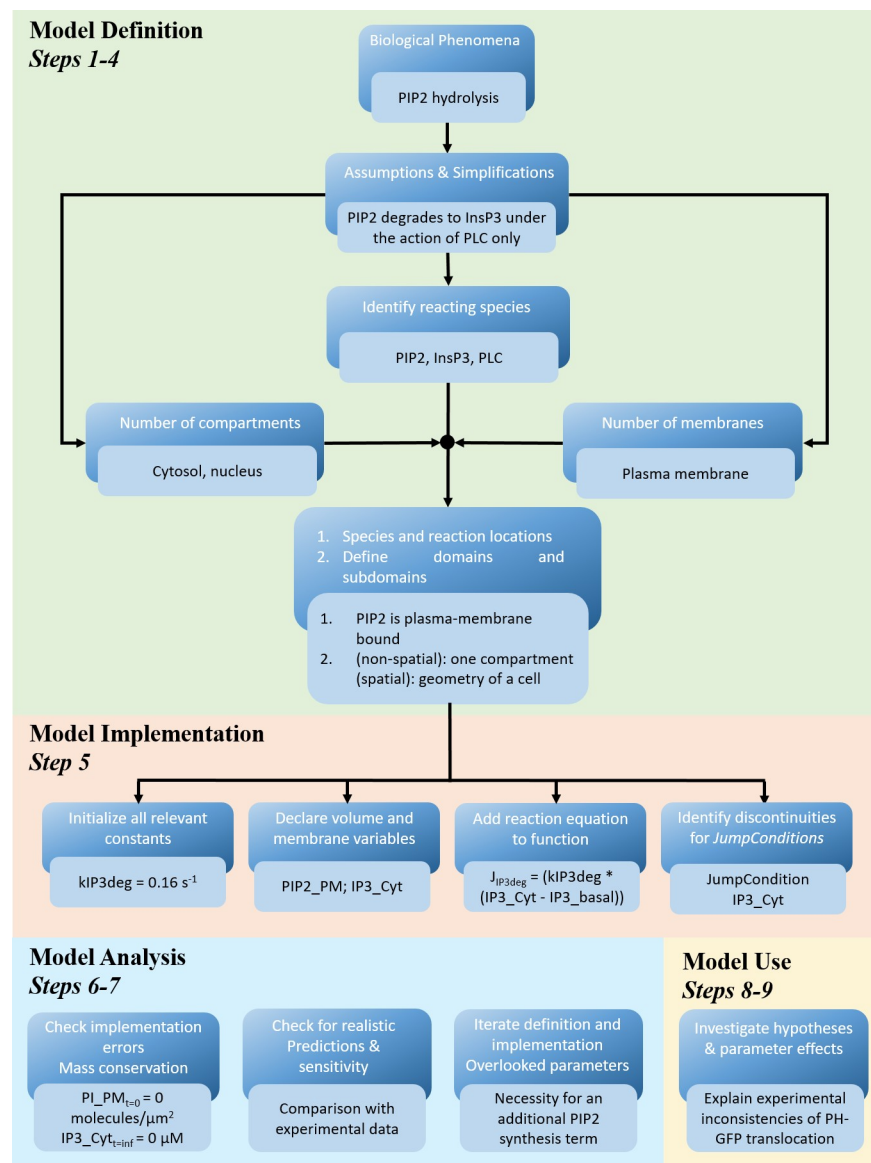 Model Definition
Steps 1-4
Biological Phenomena
PIP2 hydrolysis
Assumptions & Simplifications
PIP2 degrades to InsP3 under
the action of PLC only
Identify reacting species
PIP2, InsP3, PLC
Number of compartments
Cytosol, nucleus
Number of membranes
Plasma membrane
1. Species and reaction locations
2. Define domains and
subdomains
1. PIP2 is plasma-membrane
bound
2. (non-spatial): one compartment
(spatial): geometry of a cell
Model Implementation
Step 5
Initialize all relevant
constants
kIP3deg = 0.16 s-1
Declare volume and
membrane variables
PIP2_PM; IP3_Cyt
Add reaction equation
to function
JIP3deg = (kIP3deg *
(IP3_Cyt - IP3_basal))
Identify discontinuities
for JumpConditions
JumpCondition
IP3_Cyt
Model Analysis
Steps 6-7
Check implementation
errors
Mass conservation
PI_PMt=0 = 0
molecules/µm2
IP3_Cytt=inf = 0 µM
Check for realistic
Predictions &
sensitivity
Comparison with
experimental data
Iterate definition and
implementation
Overlooked parameters
Necessity for an
additional PIP2
synthesis term
Model Use
Steps 8-9
Investigate hypotheses
& parameter effects
Explain experimental
inconsistencies of PH-
GFP translocation